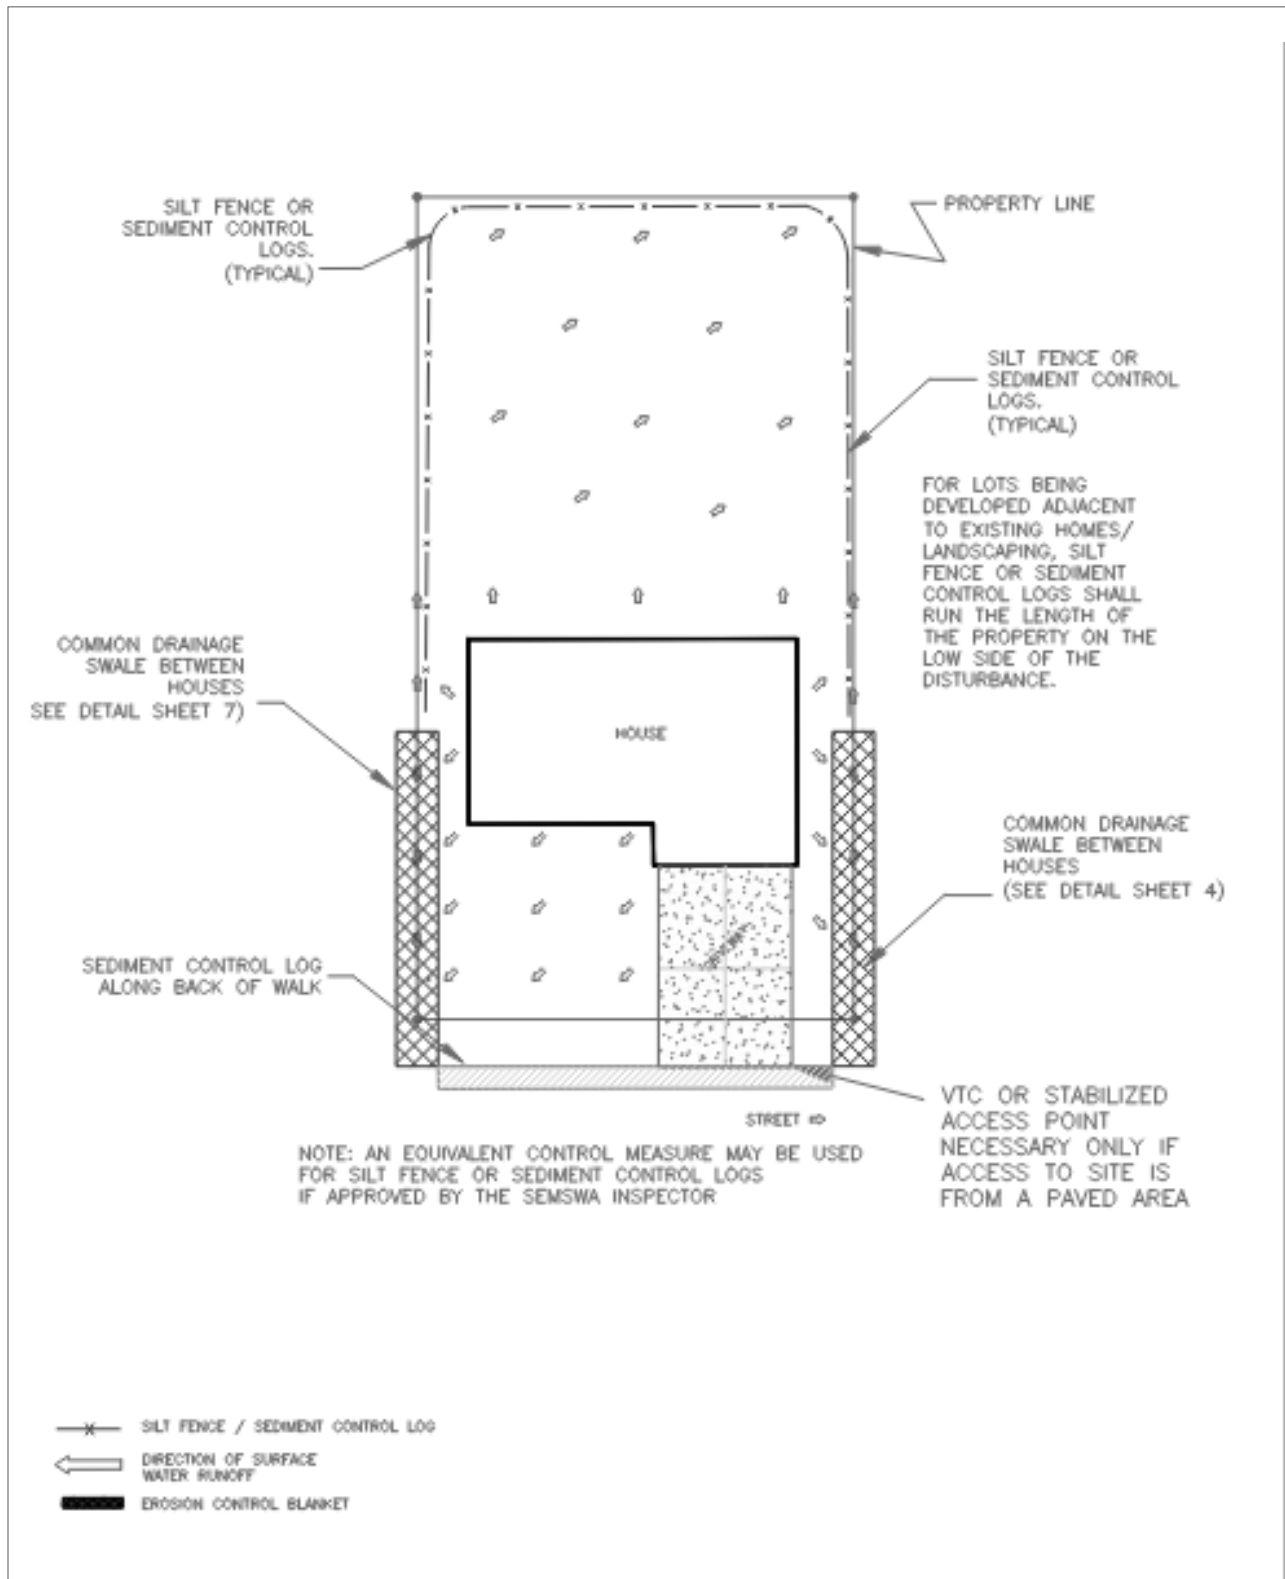 SILT FENCE OR
SEDIMENT CONTROL
LOGS.
(TYPICAL)
PROPERTY LINE
SILT FENCE OR
SEDIMENT CONTROL
LOGS.
(TYPICAL)
FOR LOTS BEING
DEVELOPED ADJACENT
TO EXISTING HOMES/
LANDSCAPING, SILT
FENCE OR SEDIMENT
CONTROL LOGS SHALL
RUN THE LENGTH OF
THE PROPERTY ON THE
LOW SIDE OF THE
DISTURBANCE.
COMMON DRAINAGE
SWALE BETWEEN
HOUSES
SEE DETAIL SHEET 7)
HOUSE
COMMON DRAINAGE
SWALE BETWEEN
HOUSES
(SEE DETAIL SHEET 4)
SEDIMENT CONTROL LOG
ALONG BACK OF WALK
VTC OR STABILIZED
ACCESS POINT
NECESSARY ONLY IF
ACCESS TO SITE IS
FROM A PAVED AREA
STREET
NOTE: AN EQUIVALENT CONTROL MEASURE MAY BE USED
FOR SILT FENCE OR SEDIMENT CONTROL LOGS
IF APPROVED BY THE SEMSWA INSPECTOR
SILT FENCE / SEDIMENT CONTROL LOG
DIRECTION OF SURFACE
WATER RUNOFF
EROSION CONTROL BLANKET